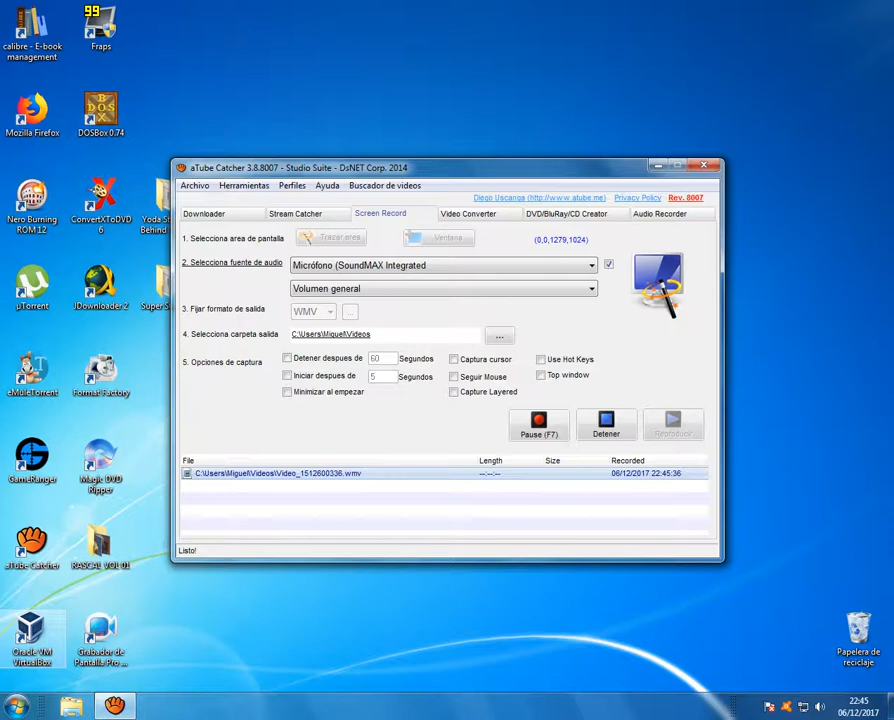 99
calibre - E-book management
Fraps
Mozilla Firefox
DOSBox 0.74
Nero Burning ROM 12
ConvertXToDVD 6
Yoda St
Behind
µTorrent
JDownloader 2
Super S
eMuleTorrent
Format Factory
GameRanger
Magic DVD Ripper
aTube Catcher
RASCAL VOL 01
Oracle VM VirtualBox
Grabador de Pantalla Pro ...
aTube Catcher 3.8.8007 - Studio Suite - DsNET Corp. 2014
Archivo Herramientas Perfiles Ayuda Buscador de videos
Diego Uscanga (http://www.atube.me) Privacy Policy Rev. 8007
Downloader Stream Catcher Screen Record Video Converter DVD/BluRay/CD Creator Audio Recorder
1. Selecciona area de pantalla Trazar area Ventana (0,0,1279,1024)
2. Selecciona fuente de audio Micrófono (SoundMAX Integrated
Volumen general
3. Fijar formato de salida WMV ...
4. Selecciona carpeta salida C:\Users\Miguel\Videos ...
5. Opciones de captura Detener despues de 60 Segundos Captura cursor Use Hot Keys
Iniciar despues de 5 Segundos Seguir Mouse Top window
Minimizar al empezar Capture Layered
Pause (F7) Detener Reproducir
File Length Size Recorded
C:\Users\Miguel\Videos\Video_1512600336.wmv --:--:-- 06/12/2017 22:45:36
Listo!
Papelera de reciclaje
22:45
06/12/2017